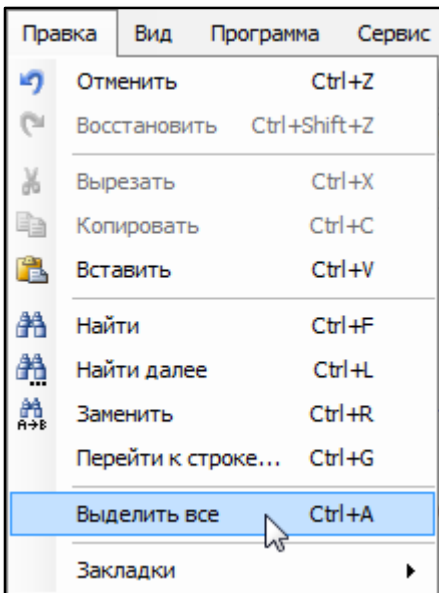 Правка Вид Программа Сервис
Отменить Ctrl+Z
Восстановить Ctrl+Shift+Z
Вырезать Ctrl+X
Копировать Ctrl+C
Вставить Ctrl+V
Найти Ctrl+F
Найти далее Ctrl+L
Заменить Ctrl+R
Перейти к строке... Ctrl+G
Выделить все Ctrl+A
Закладки